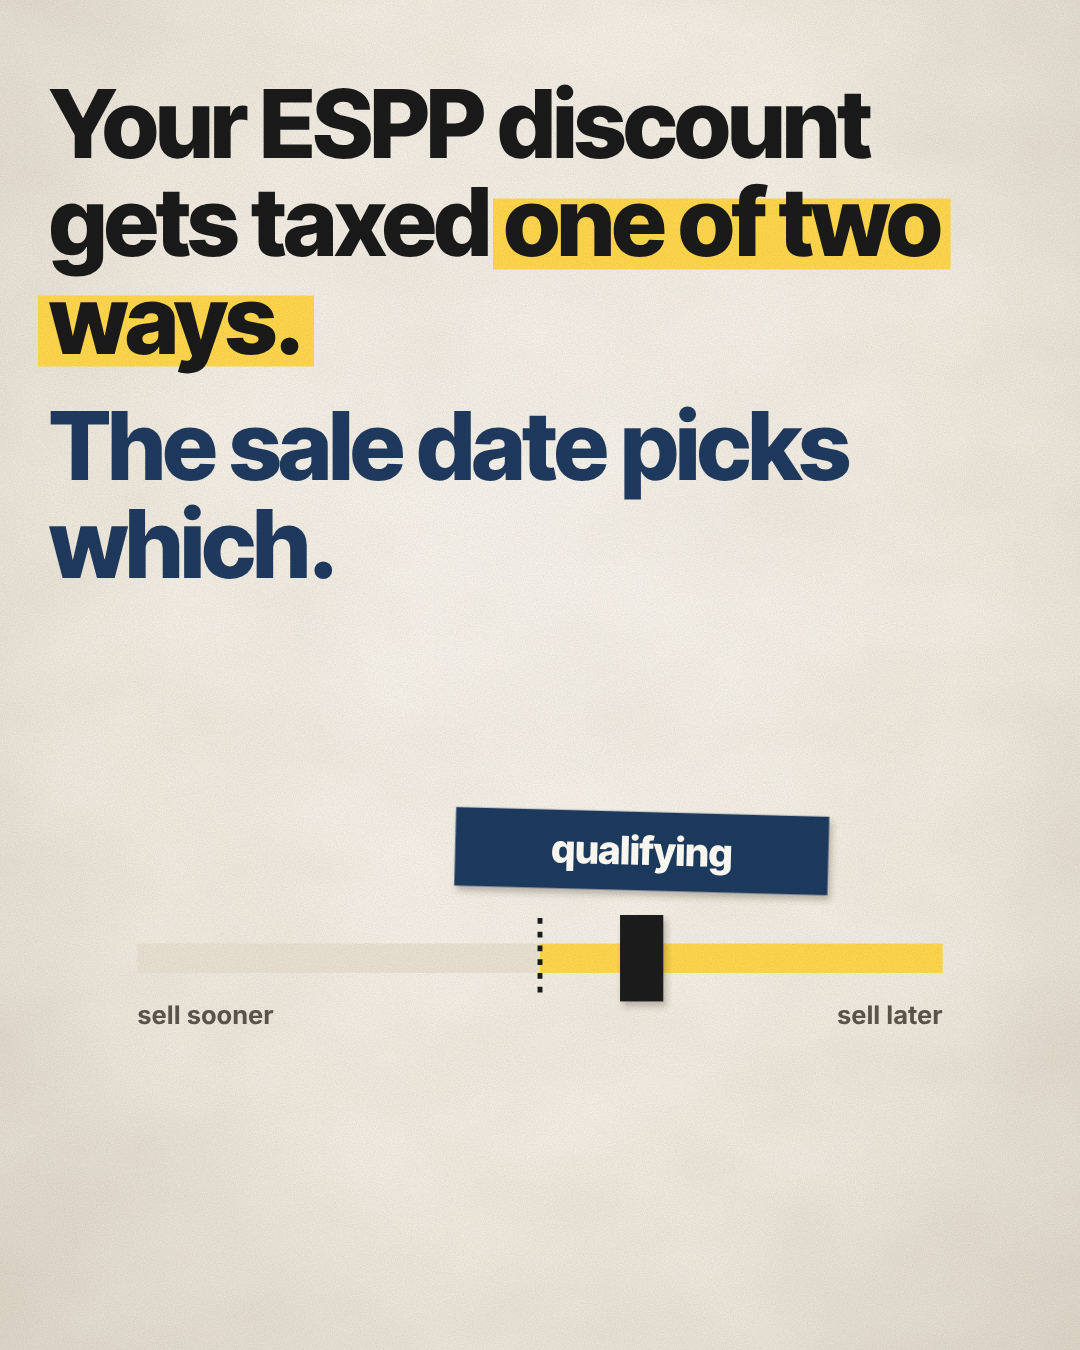 Your ESPP discount
gets taxed one of two
ways.
The sale date picks
which.
qualifying
sell sooner
sell later